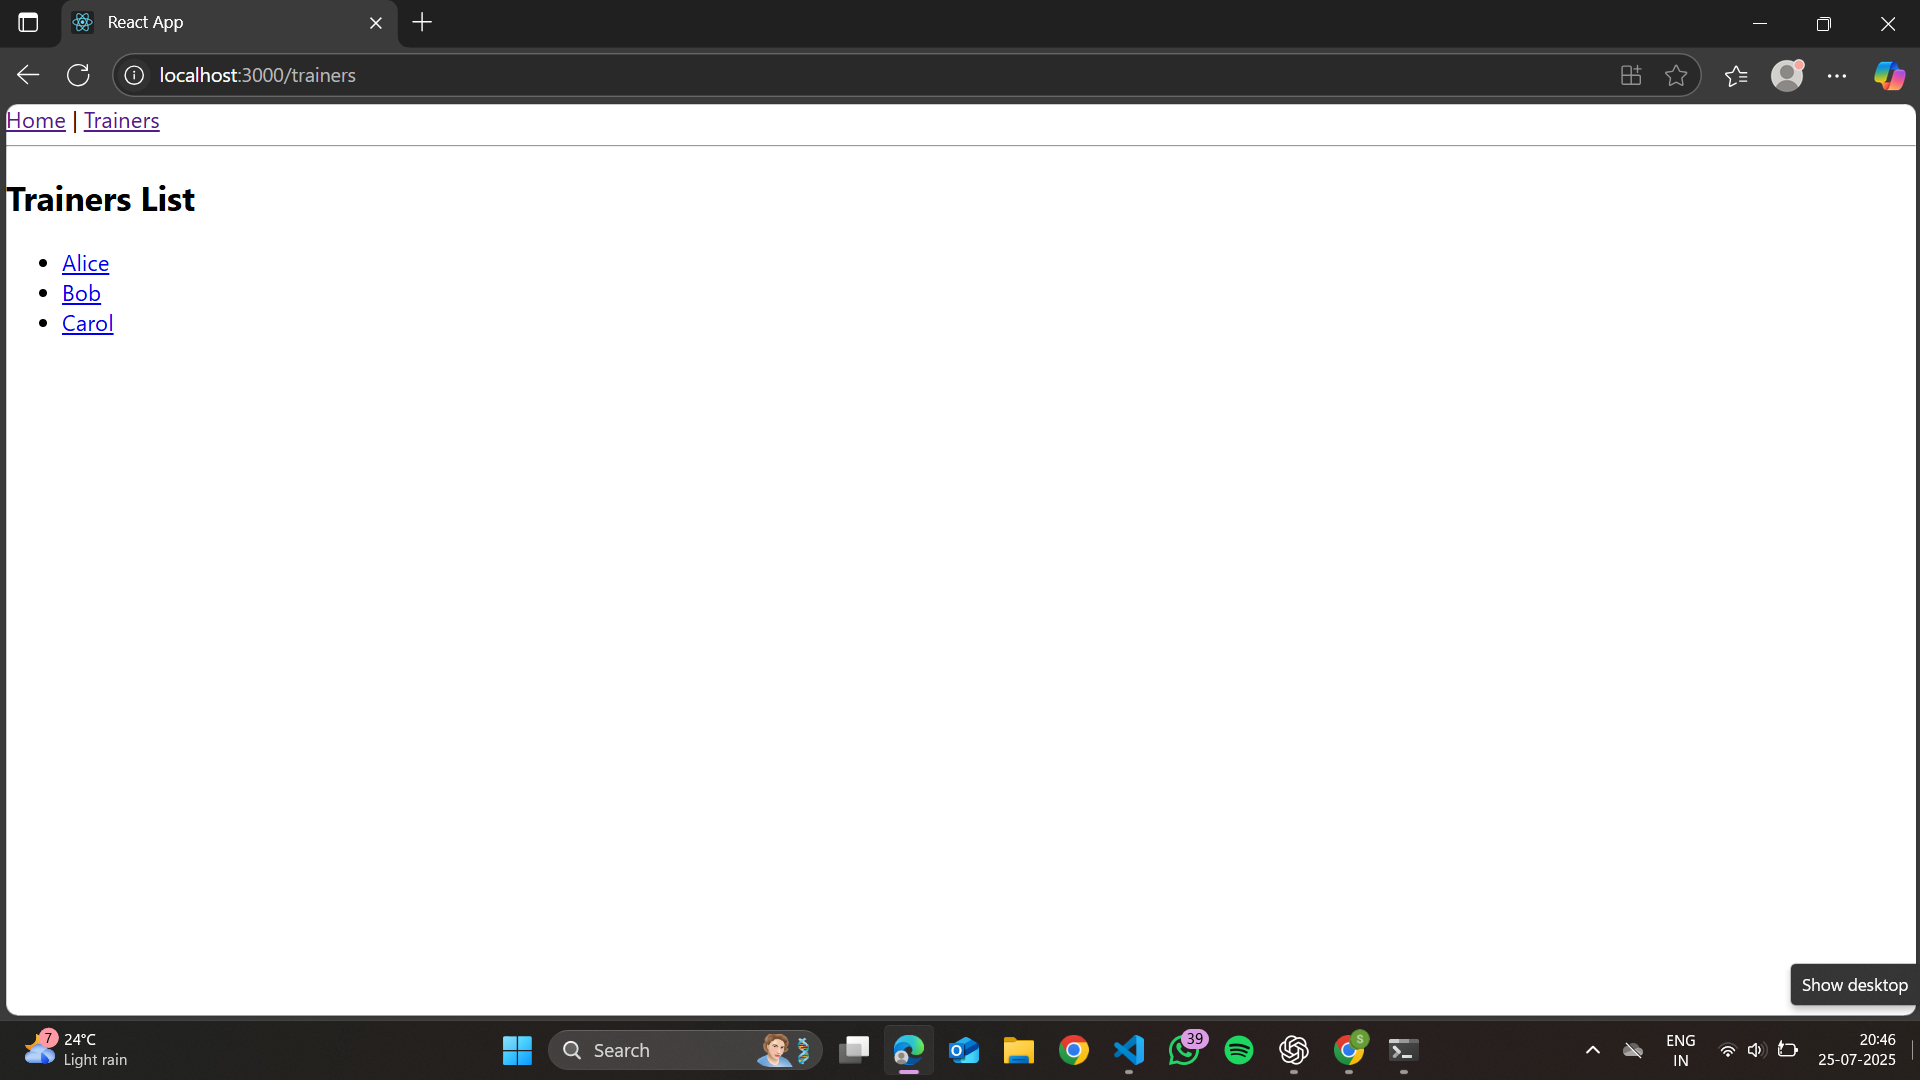 React App
localhost:3000/trainers
Home | Trainers
Trainers List
Alice
Bob
Carol
Show desktop
7
24°C
Light rain
Search
39
S
ENG
IN
20:46
25-07-2025